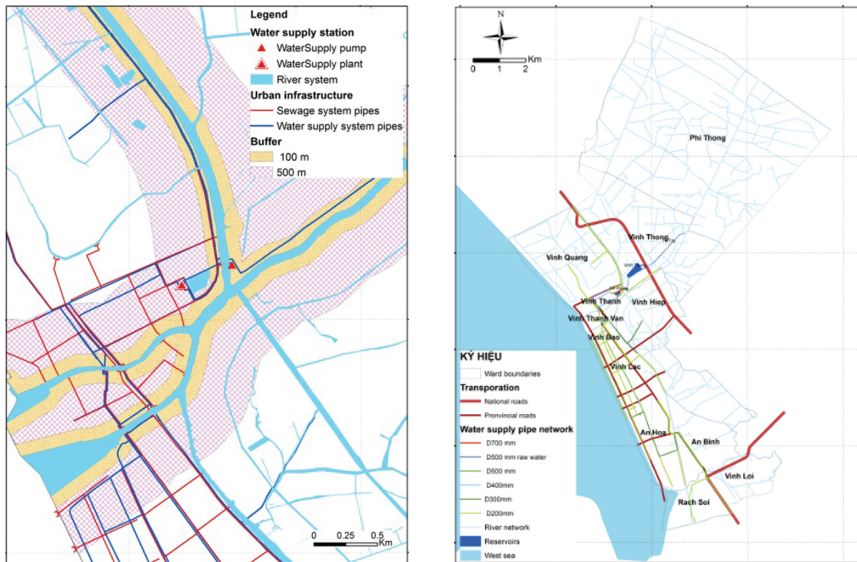 Legend
Water supply station
WaterSupply pump
WaterSupply plant
River system
Urban infrastructure
Sewage system pipes
Water supply system pipes
Buffer
100 m
500 m
0 0.25 0.5
Km
N
0 1 2
Km
Phi Thong
Vinh Thong
Vinh Quang
Vinh Thanh
Vinh Hiep
Vinh Thanh Van
Vinh Bao
Vinh Lac
An Hoa
An Binh
Vinh Loi
Rach Soi
KÝ HIỆU
Ward boundaries
Transporation
National roads
Prenvincial roads
Water supply pipe network
D700 mm
D500 mm raw water
D500 mm
D400mm
D300mm
D200mm
River network
Reservoirs
West sea